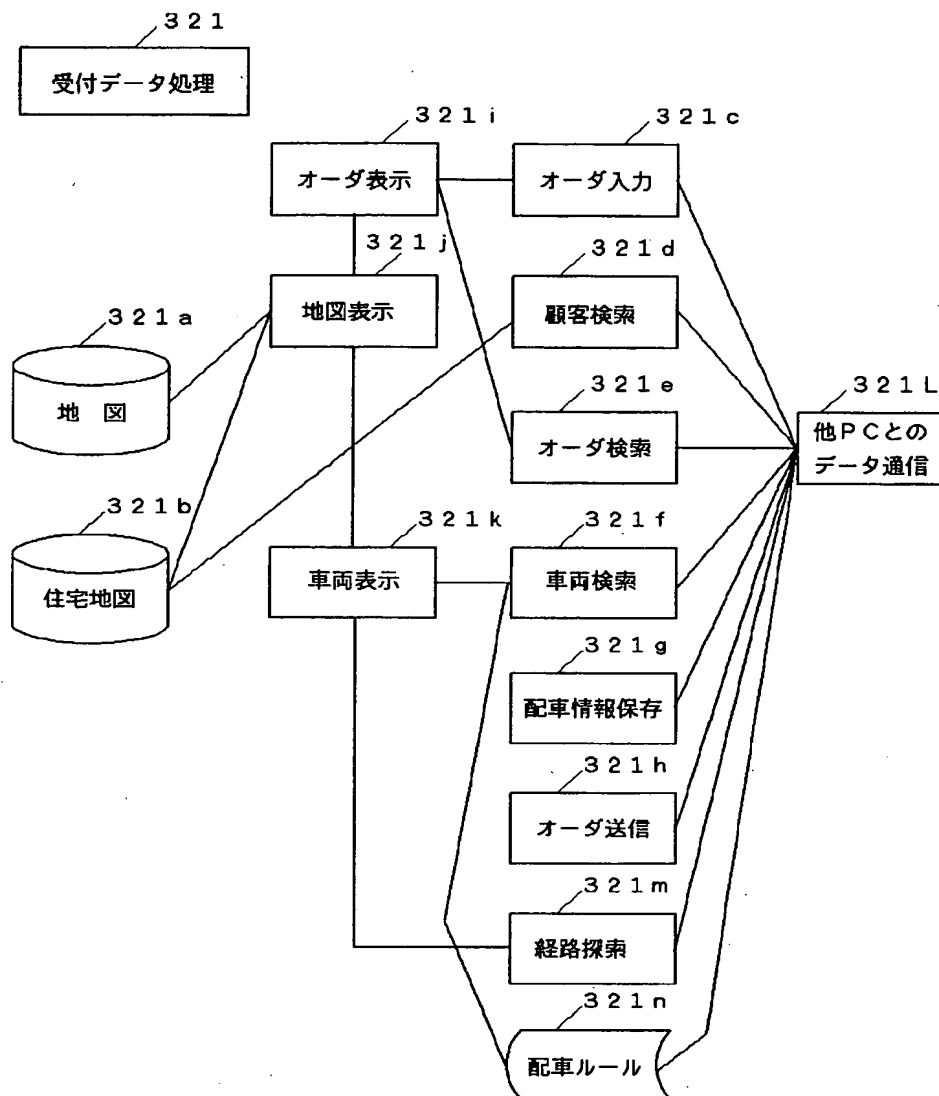 321
受付データ処理
321i
オーダ表示
321c
オーダ入力
321j
地図表示
321d
顧客検索
321a
地 図
321e
オーダ検索
321L
他PCとの
データ通信
321b
住宅地図
321k
車両表示
321f
車両検索
321g
配車情報保存
321h
オーダ送信
321m
経路探索
321n
配車ルール